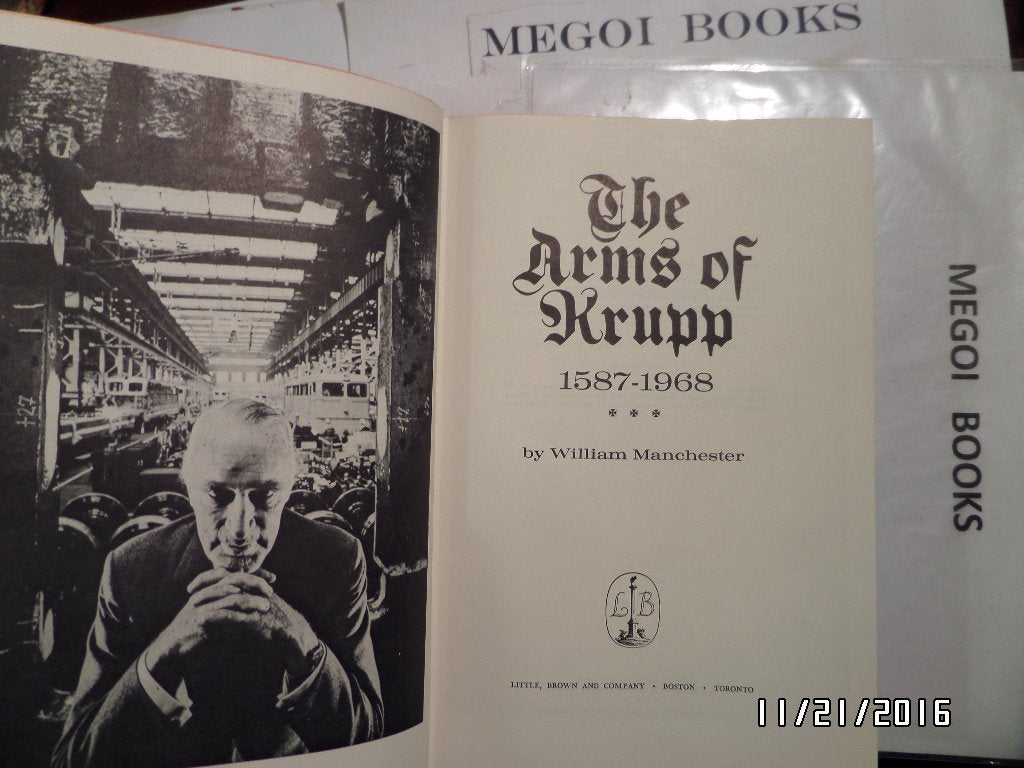 MEGOI BOOKS
The
Arms of
Krupp
1587-1968
by William Manchester
L B
LITTLE, BROWN AND COMPANY • BOSTON • TORONTO
MEGOI BOOKS
11/21/2016